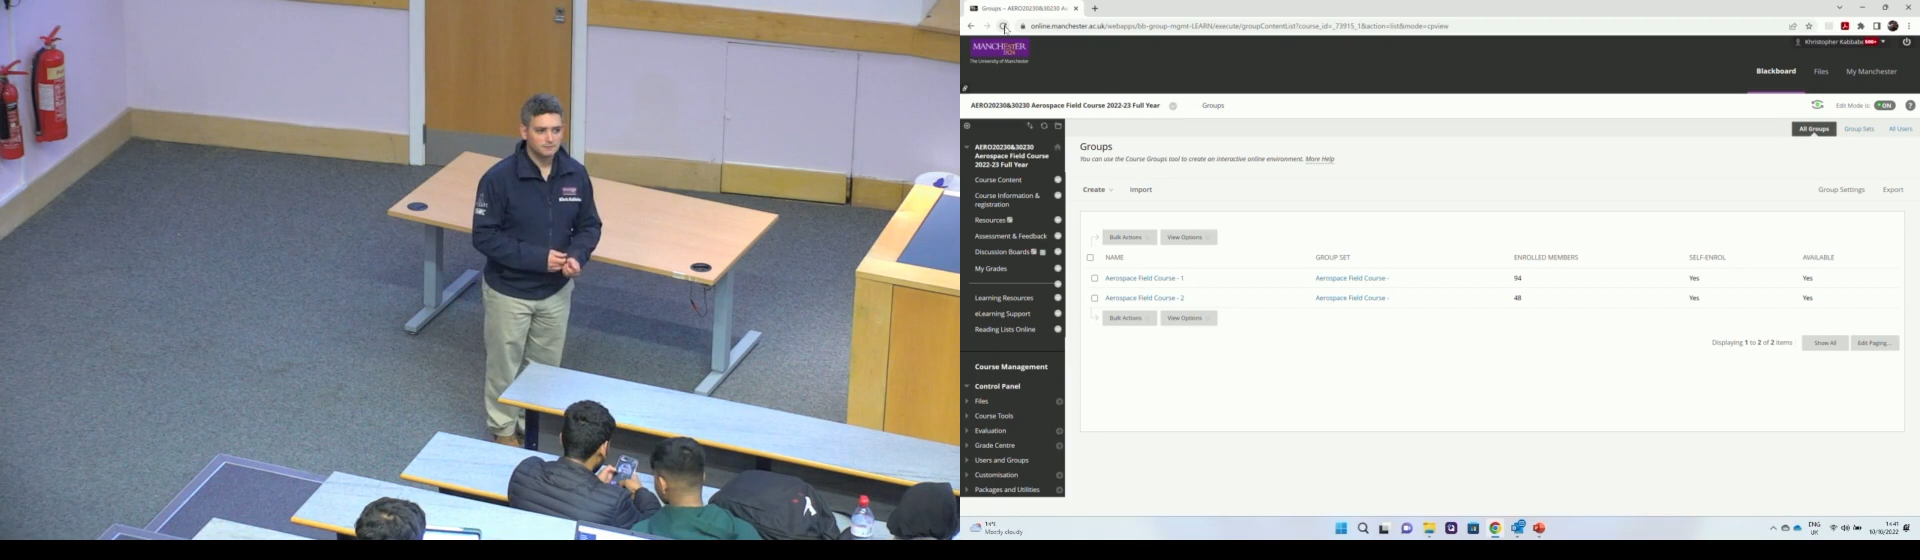 Groups – AERO20230&30230 Ae
online.manchester.ac.uk/webapps/bb-group-mgmt-LEARN/execute/groupContentList?course_id=_73915_1&action=list&mode=cpview
MANCHESTER
1824
The University of Manchester
Khristopher Kabbabe
Blackboard
Files
My Manchester
AERO20230&30230 Aerospace Field Course 2022-23 Full Year
Groups
Edit Mode is:
ON
?
All Groups
Group Sets
All Users
AERO20230&30230
Aerospace Field Course
2022-23 Full Year
Course Content
Course Information &
registration
Resources
Assessment & Feedback
Discussion Boards
My Grades
Learning Resources
eLearning Support
Reading Lists Online
Course Management
Control Panel
Files
Course Tools
Evaluation
Grade Centre
Users and Groups
Customisation
Packages and Utilities
Groups
You can use the Course Groups tool to create an interactive online environment. More Help
Create
Import
Group Settings
Export
Bulk Actions
View Options
NAME
GROUP SET
ENROLLED MEMBERS
SELF-ENROL
AVAILABLE
Aerospace Field Course - 1
Aerospace Field Course -
94
Yes
Yes
Aerospace Field Course - 2
Aerospace Field Course -
48
Yes
Yes
Bulk Actions
View Options
Displaying 1 to 2 of 2 items
Show All
Edit Paging...
14°C
Mostly cloudy
ENG
UK
14:41
10/10/2022